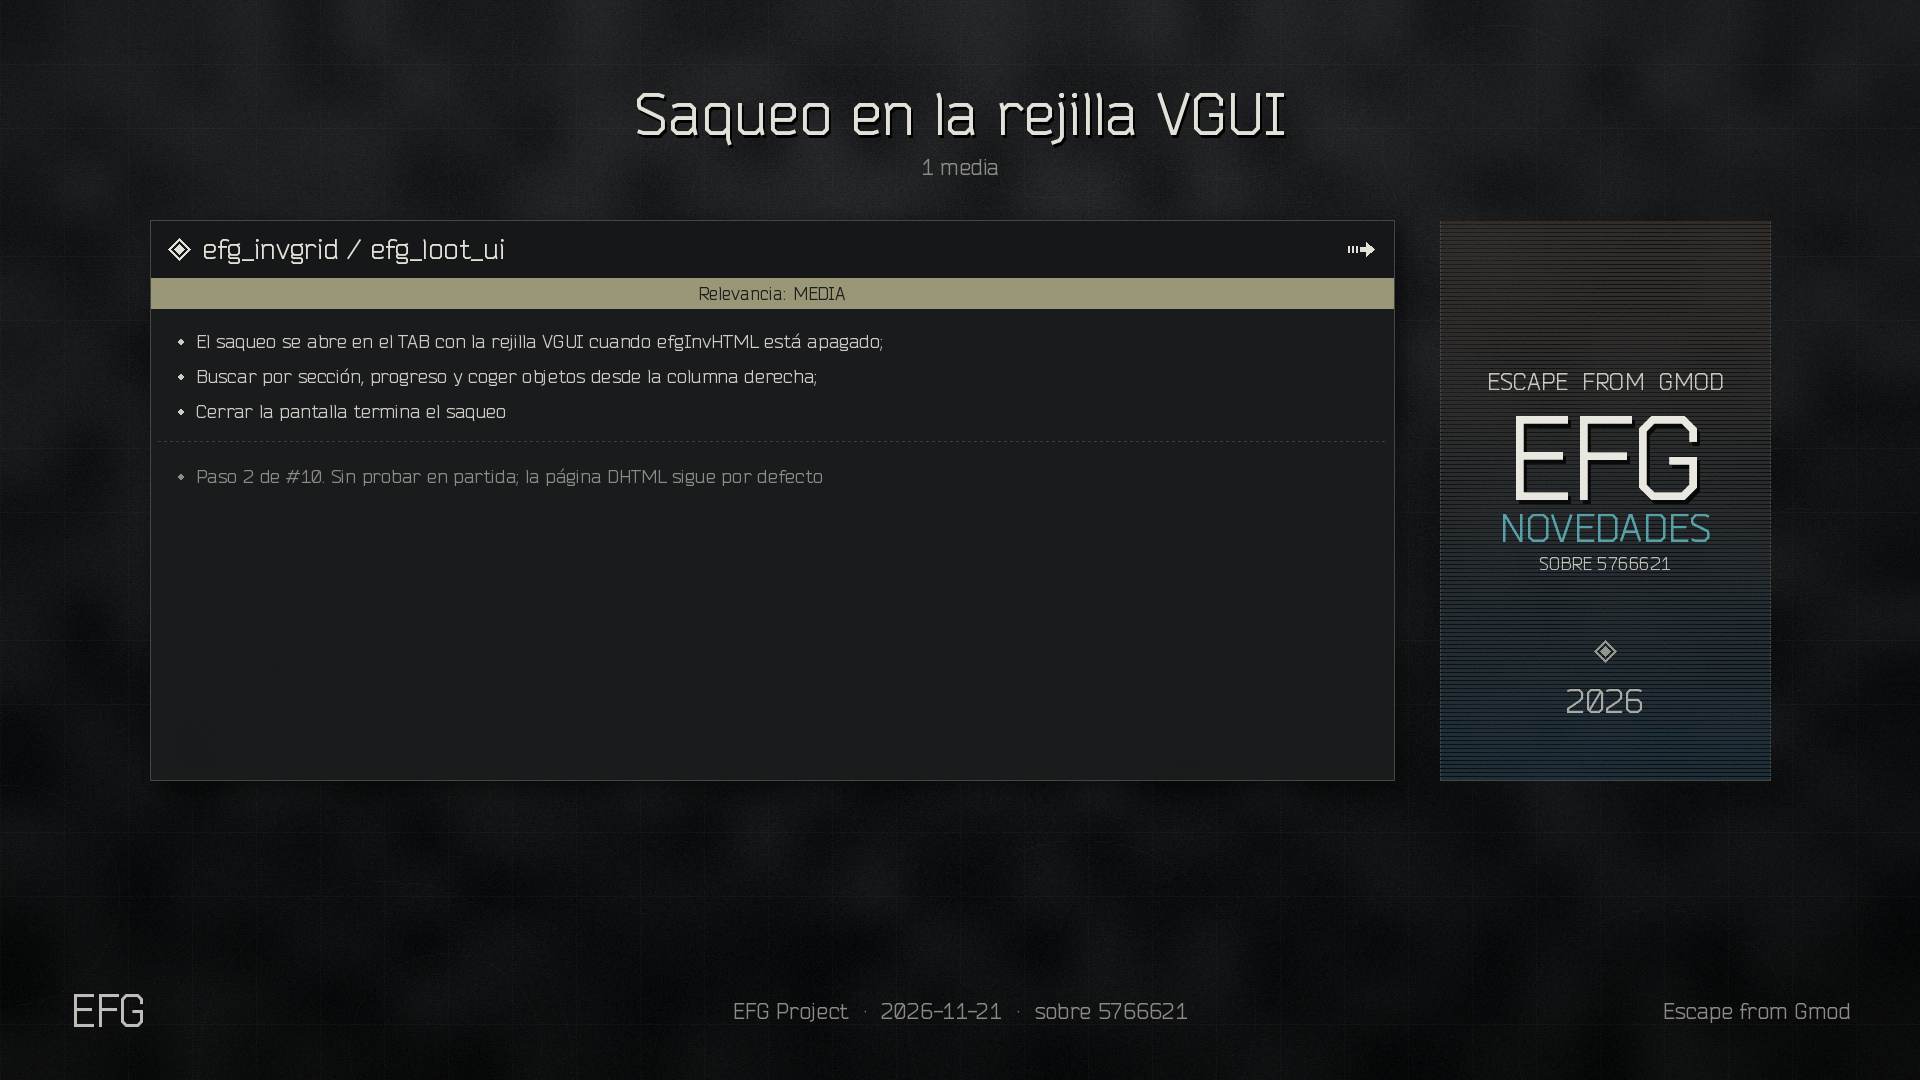 Saqueo en la rejilla VGUI
1 media
efg_invgrid / efg_loot_ui
Relevancia: MEDIA
El saqueo se abre en el TAB con la rejilla VGUI cuando efgInvHTML está apagado;
Buscar por sección, progreso y coger objetos desde la columna derecha;
Cerrar la pantalla termina el saqueo
Paso 2 de #10. Sin probar en partida; la página DHTML sigue por defecto
ESCAPE FROM GMOD
EFG
NOVEDADES
SOBRE 5766621
2026
EFG
EFG Project · 2026-11-21 · sobre 5766621
Escape from Gmod